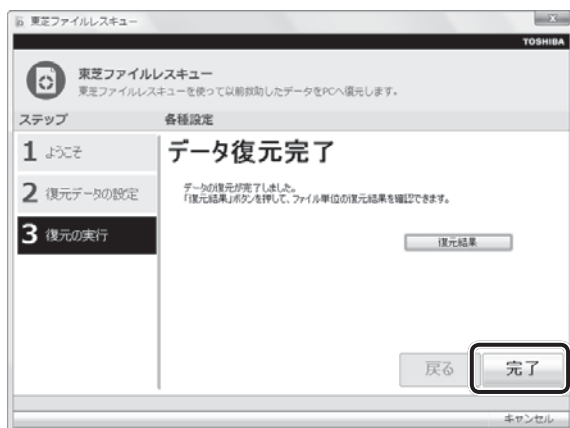 東芝ファイルレスキュー
TOSHIBA
東芝ファイルレスキュー
東芝ファイルレスキューを使って以前救助したデータをPCへ復元します。
ステップ
各種設定
1 ようこそ
2 復元データの設定
3 復元の実行
データ復元完了
データの復元が完了しました。
「復元結果」ボタンを押して、ファイル単位の復元結果を確認できます。
復元結果
戻る
完了
キャンセル